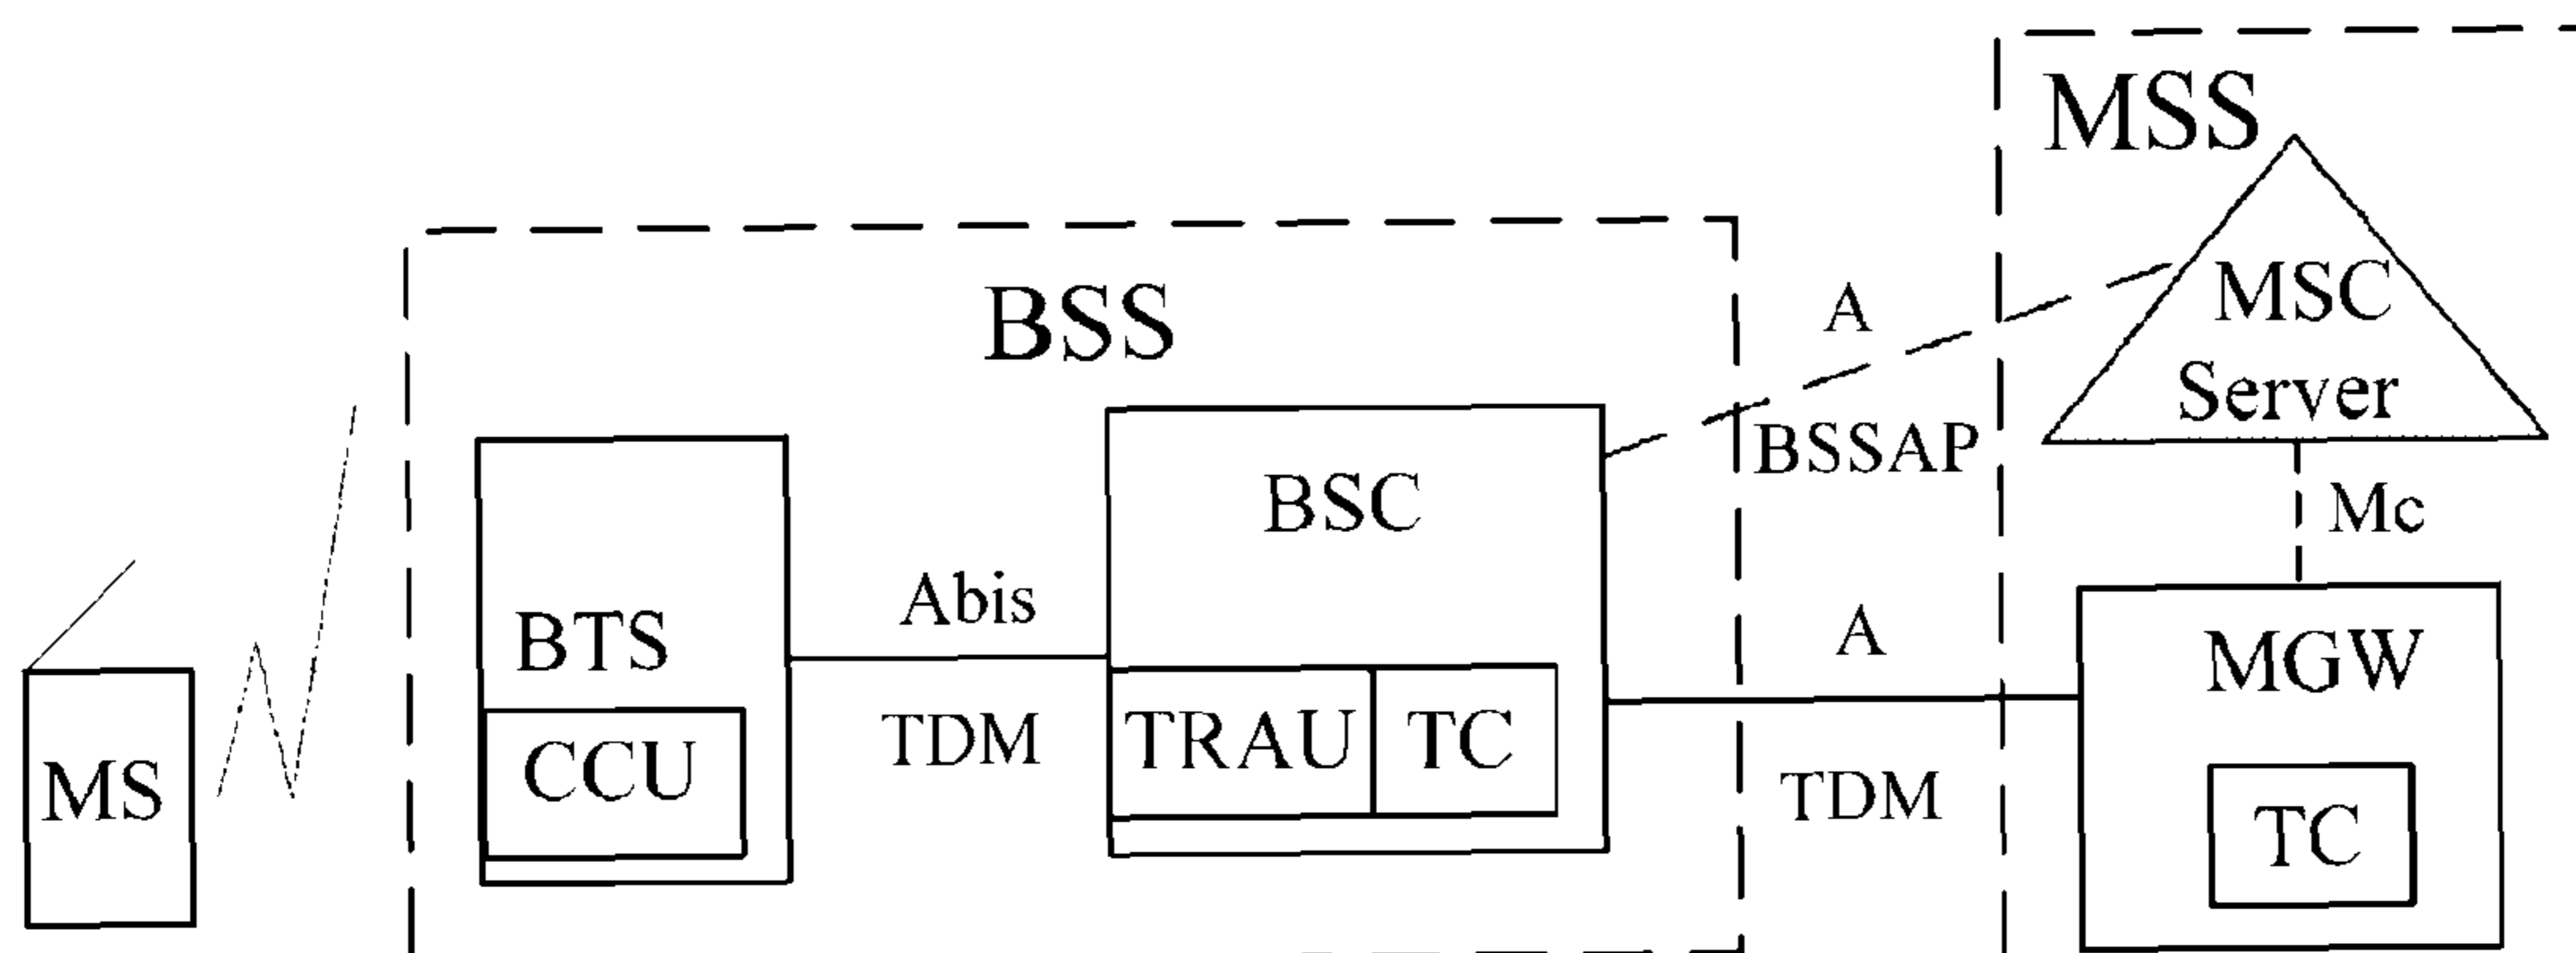 MSS
MSC
Server
BSS
A
BSSAP
BSC
Mc
Abis
BTS
A
MGW
TRAU
TC
TDM
CCU
MS
TDM
TC